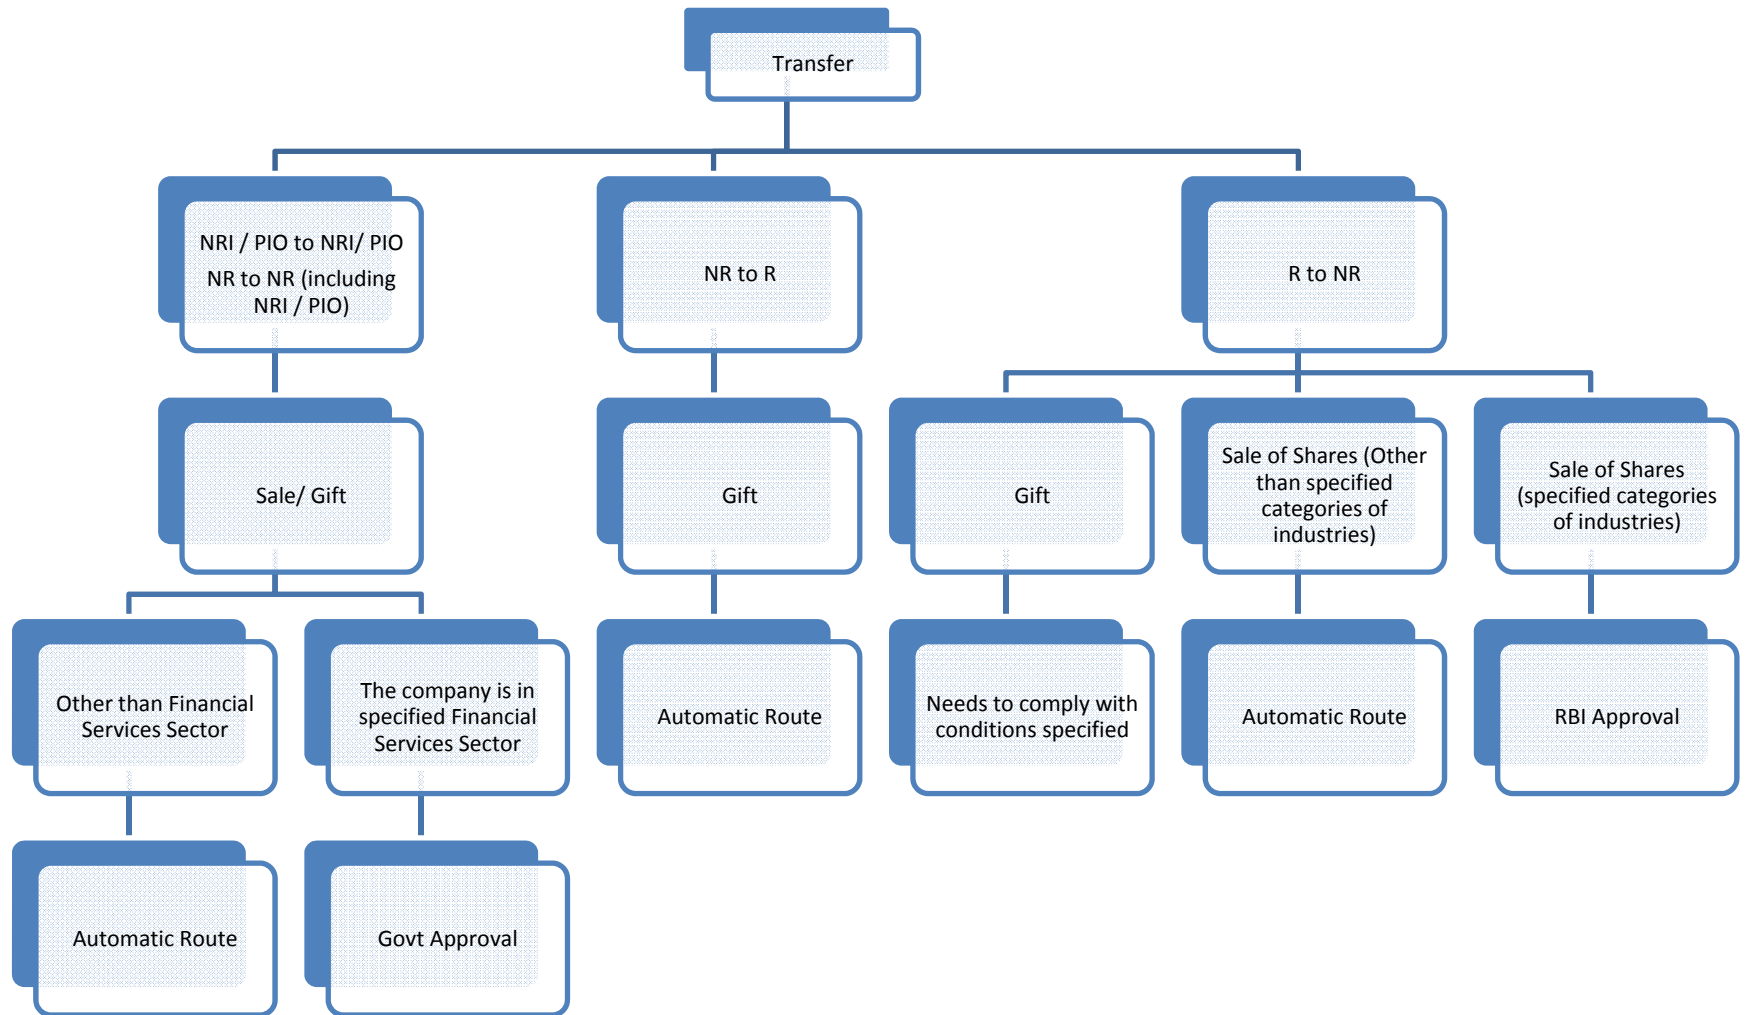 Transfer
NRI / PIO to NRI/ PIO
NR to NR (including
NRI / PIO)
NR to R
R to NR
Sale/ Gift
Gift
Gift
Sale of Shares (Other
than specified
categories of
industries)
Sale of Shares
(specified categories
of industries)
Other than Financial
Services Sector
The company is in
specified Financial
Services Sector
Automatic Route
Needs to comply with
conditions specified
Automatic Route
RBI Approval
Automatic Route
Govt Approval